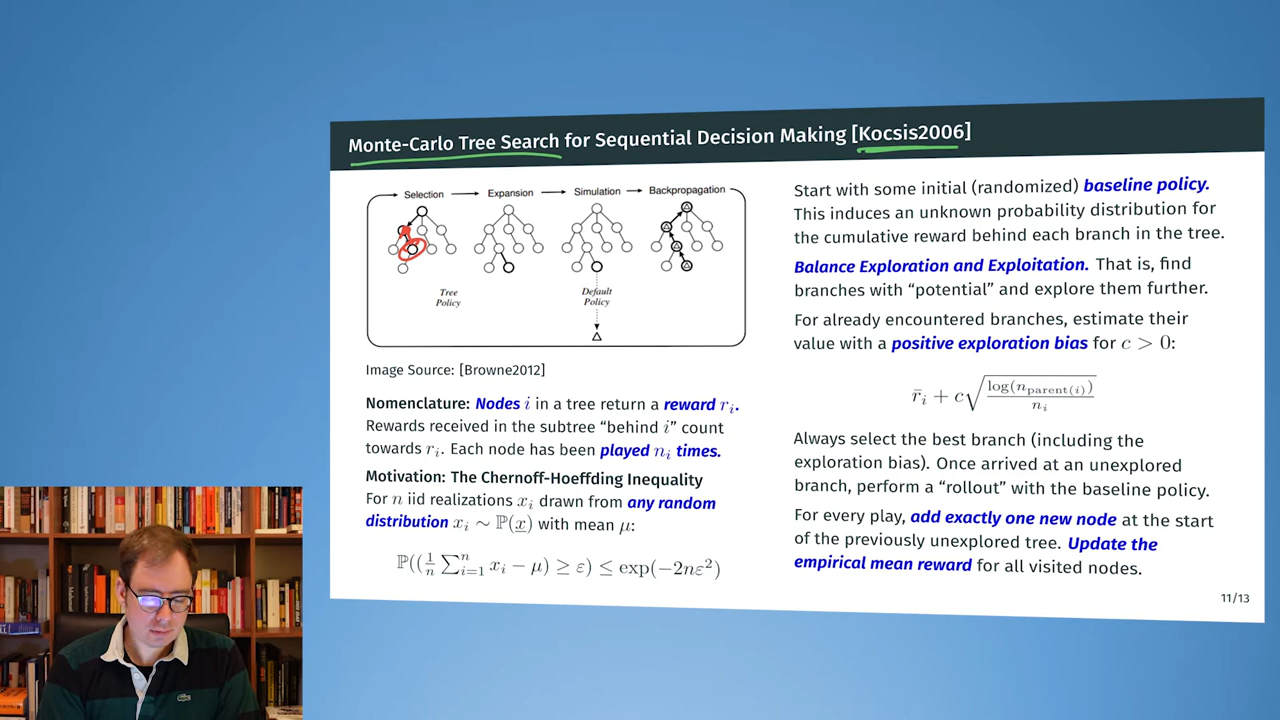 Monte-Carlo Tree Search for Sequential Decision Making [Kocsis2006]
Selection
Expansion
Simulation
Backpropagation
Tree
Policy
Default
Policy
Image Source: [Browne2012]
Nomenclature: Nodes i in a tree return a reward rᵢ.
Rewards received in the subtree “behind i” count
towards rᵢ. Each node has been played nᵢ times.
Motivation: The Chernoff-Hoeffding Inequality
For n iid realizations xᵢ drawn from any random
distribution xᵢ ∼ ℙ(x) with mean μ:
ℙ((1/n ∑ⁿᵢ₌₁ xᵢ − μ) ≥ ε) ≤ exp(−2nε²)
Start with some initial (randomized) baseline policy.
This induces an unknown probability distribution for
the cumulative reward behind each branch in the tree.
Balance Exploration and Exploitation. That is, find
branches with “potential” and explore them further.
For already encountered branches, estimate their
value with a positive exploration bias for c > 0:
r̄ᵢ + c√(log(n_parent(i))/nᵢ)
Always select the best branch (including the
exploration bias). Once arrived at an unexplored
branch, perform a “rollout” with the baseline policy.
For every play, add exactly one new node at the start
of the previously unexplored tree. Update the
empirical mean reward for all visited nodes.
11/13